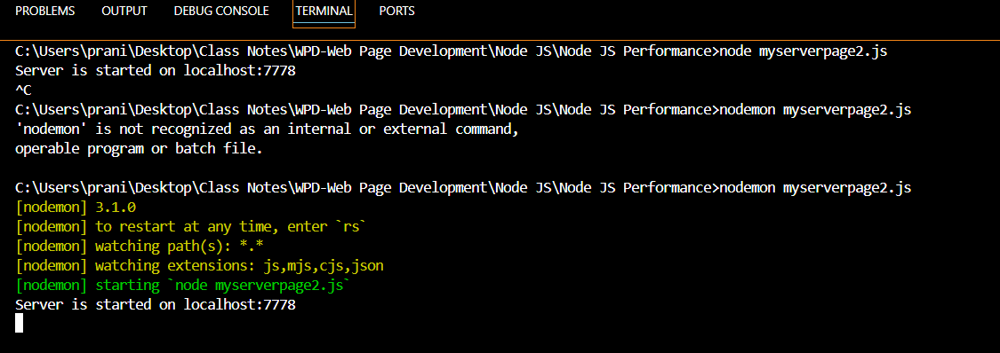 PROBLEMS OUTPUT DEBUG CONSOLE TERMINAL PORTS
C:\Users\prani\Desktop\Class Notes\WPD-Web Page Development\Node JS\Node JS Performance>node myserverpage2.js
Server is started on localhost:7778
^C
C:\Users\prani\Desktop\Class Notes\WPD-Web Page Development\Node JS\Node JS Performance>nodemon myserverpage2.js
'nodemon' is not recognized as an internal or external command,
operable program or batch file.
C:\Users\prani\Desktop\Class Notes\WPD-Web Page Development\Node JS\Node JS Performance>nodemon myserverpage2.js
[nodemon] 3.1.0
[nodemon] to restart at any time, enter `rs`
[nodemon] watching path(s): *.*
[nodemon] watching extensions: js,mjs,cjs,json
[nodemon] starting `node myserverpage2.js`
Server is started on localhost:7778